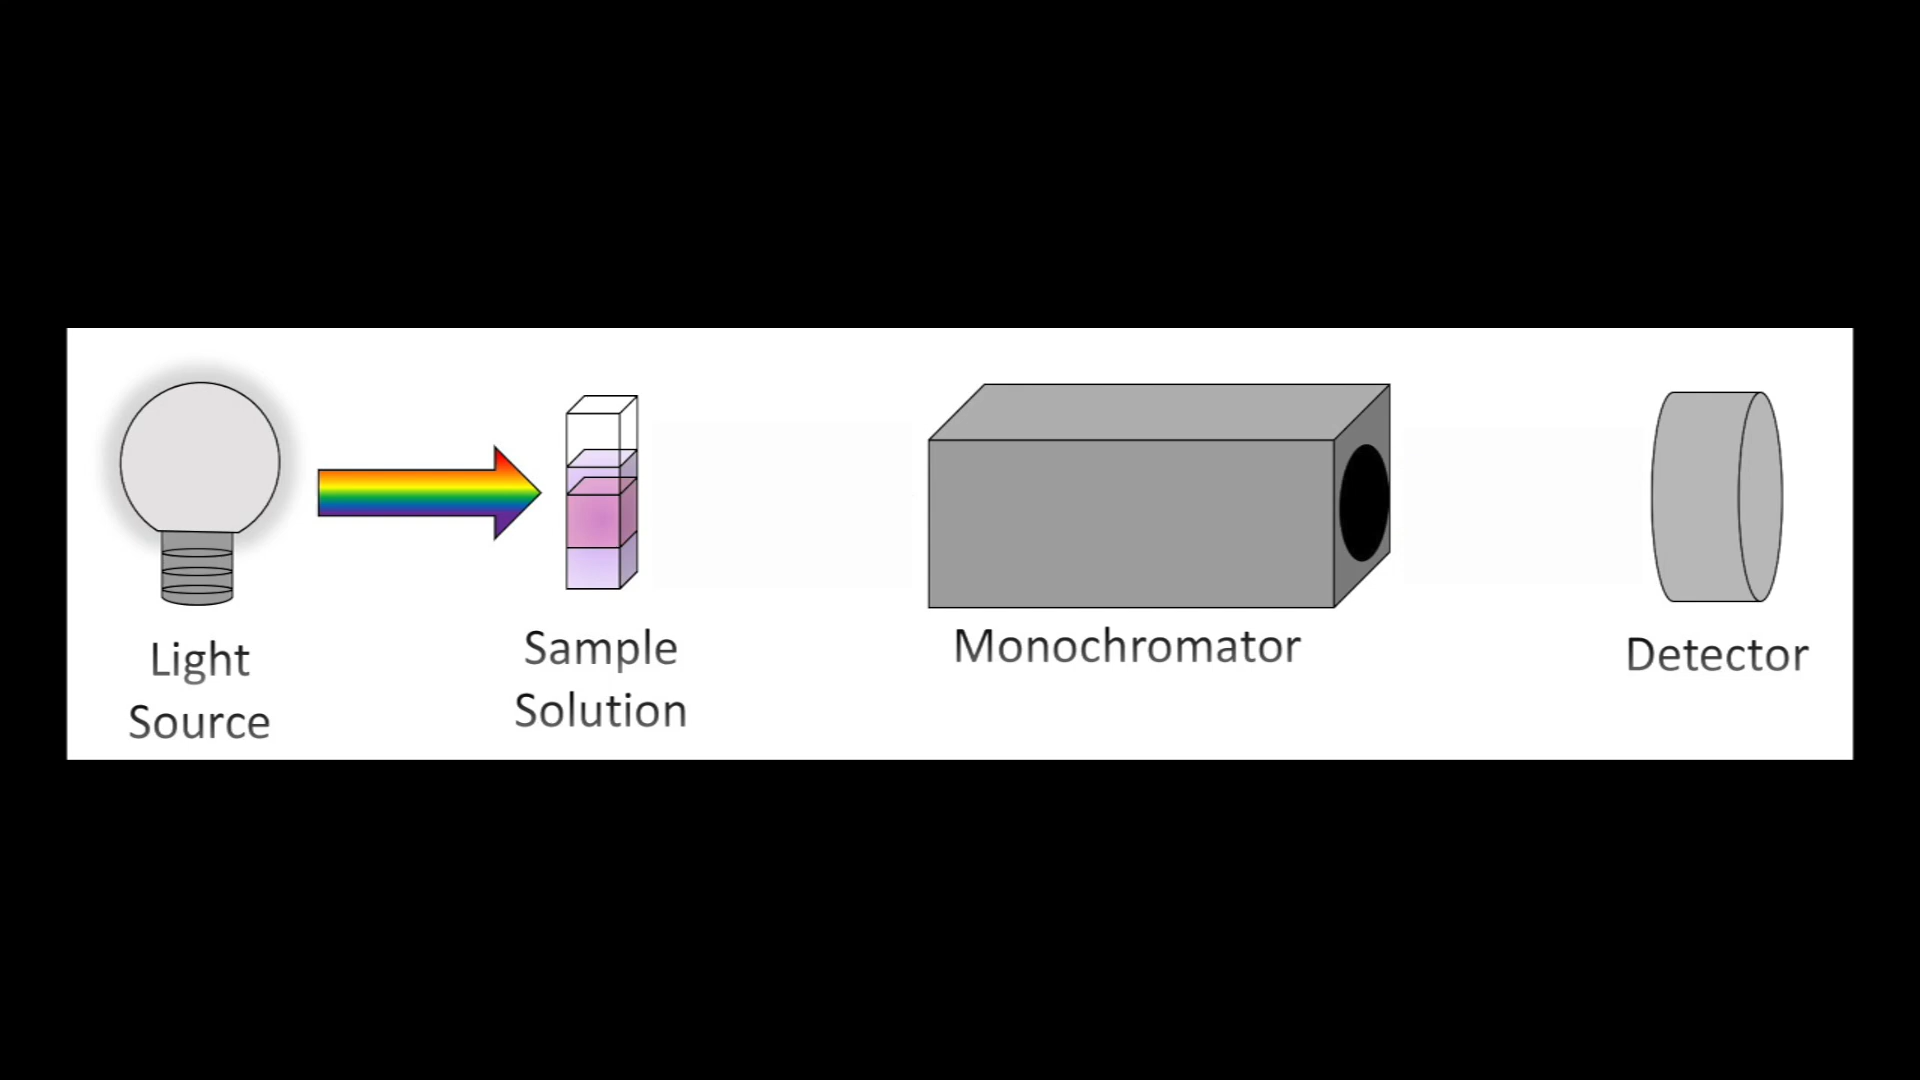 Light
Source
Sample
Solution
Monochromator
Detector